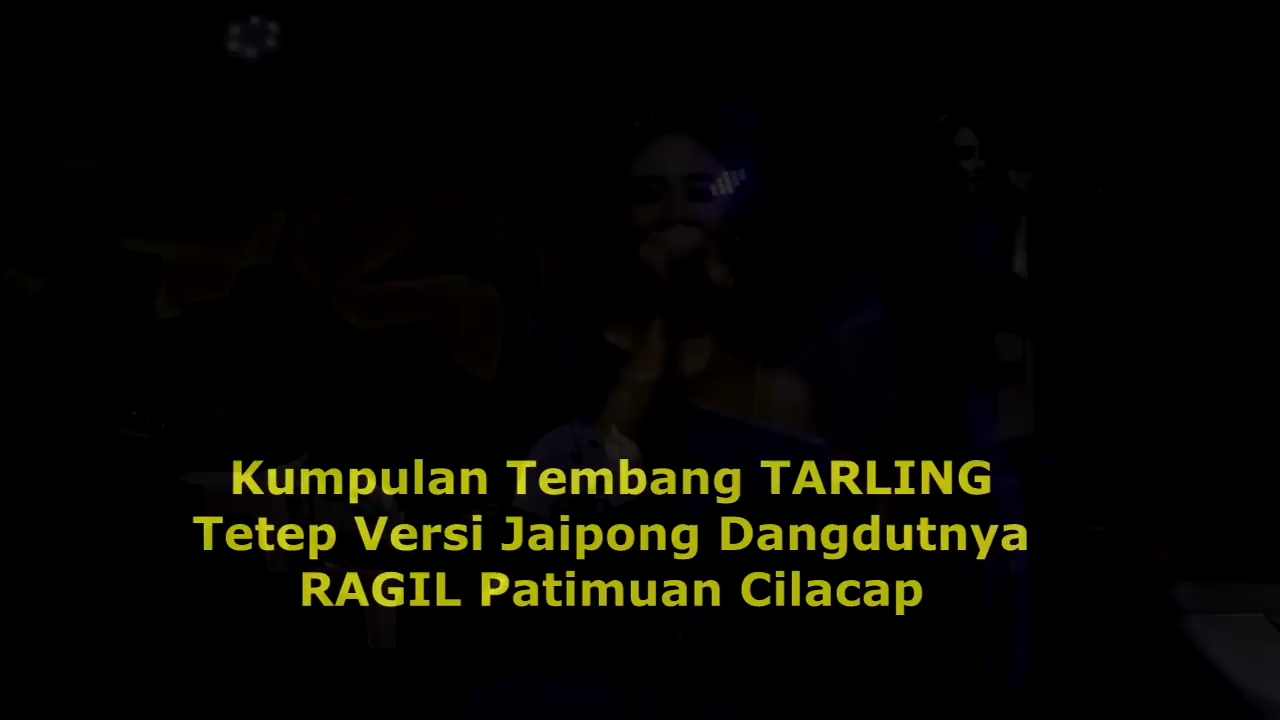 Kumpulan Tembang TARLING
Tetep Versi Jaipong Dangdutnya
RAGIL Patimuan Cilacap